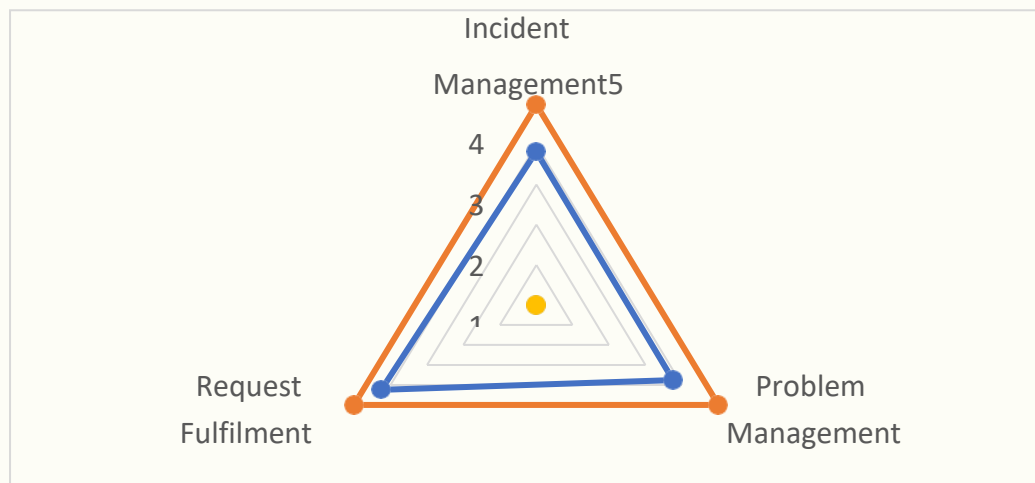 Incident
Management5
4
3
2
1
Request
Fulfilment
Problem
Management